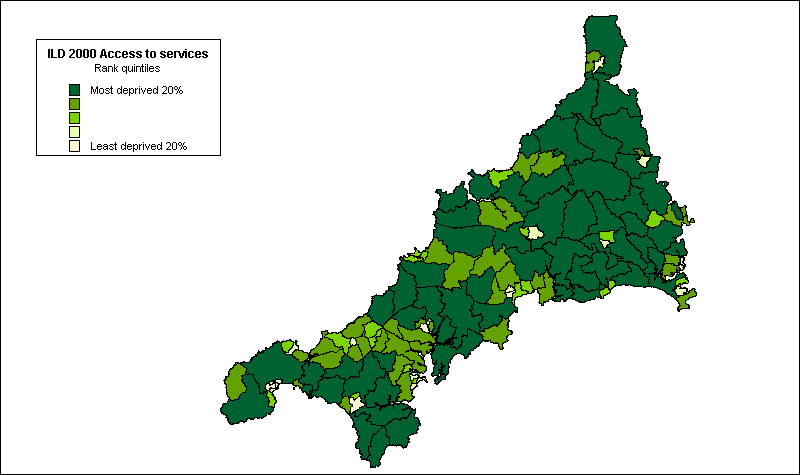 ILD 2000 Access to services
Rank quintiles
Most deprived 20%
Least deprived 20%